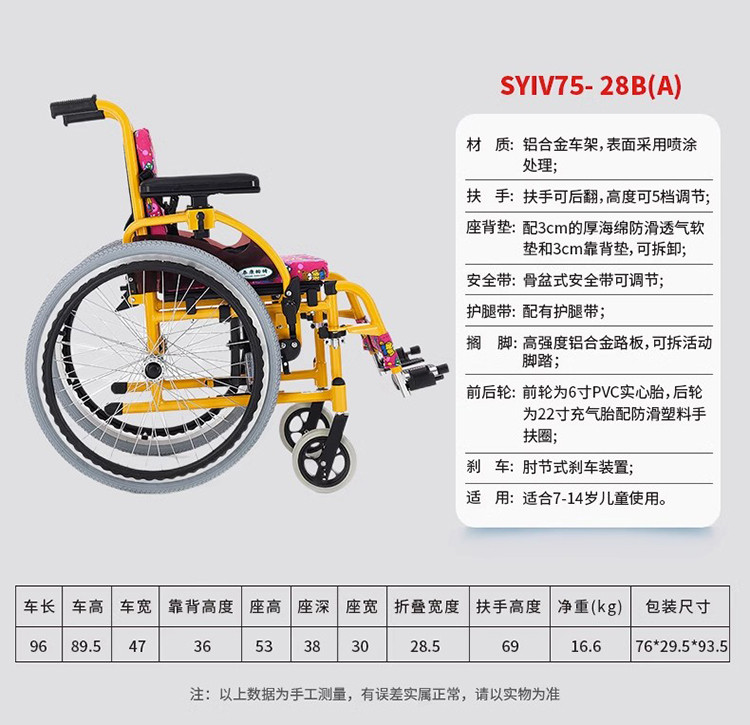 SYIV75- 28B(A)
材 质: 铝合金车架,表面采用喷涂
处理;
扶 手: 扶手可后翻,高度可5档调节;
座背垫: 配3cm的厚海绵防滑透气软
垫和3cm靠背垫,可拆卸;
安全带: 骨盆式安全带可调节;
护腿带: 配有护腿带;
搁 脚: 高强度铝合金路板,可拆活动
脚踏;
前后轮: 前轮为6寸PVC实心胎,后轮
为22寸充气胎配防滑塑料手
扶圈;
刹 车: 肘节式刹车装置;
适 用: 适合7-14岁儿童使用。
车长 车高 车宽 靠背高度 座高 座深 座宽 折叠宽度 扶手高度 净重(kg) 包装尺寸
96 89.5 47 36 53 38 30 28.5 69 16.6 76*29.5*93.5
注:以上数据为手工测量,有误差实属正常,请以实物为准